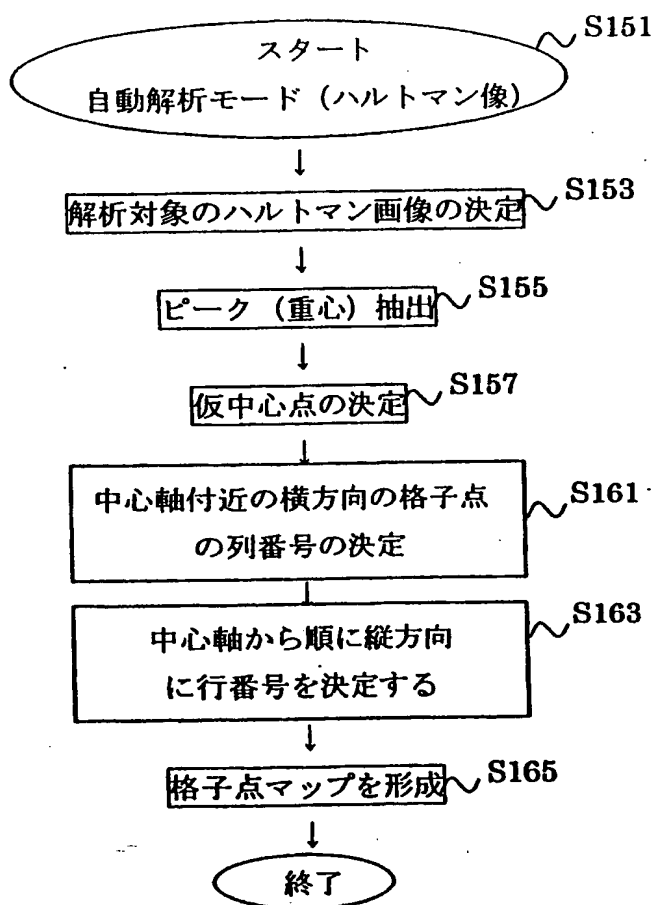 S151
スタート
自動解析モード (ハルトマン像)
S153
解析対象のハルトマン画像の決定
S155
ピーク (重心) 抽出
S157
仮中心点の決定
S161
中心軸付近の横方向の格子点
の列番号の決定
S163
中心軸から順に縦方向
に行番号を決定する
S165
格子点マップを形成
終了